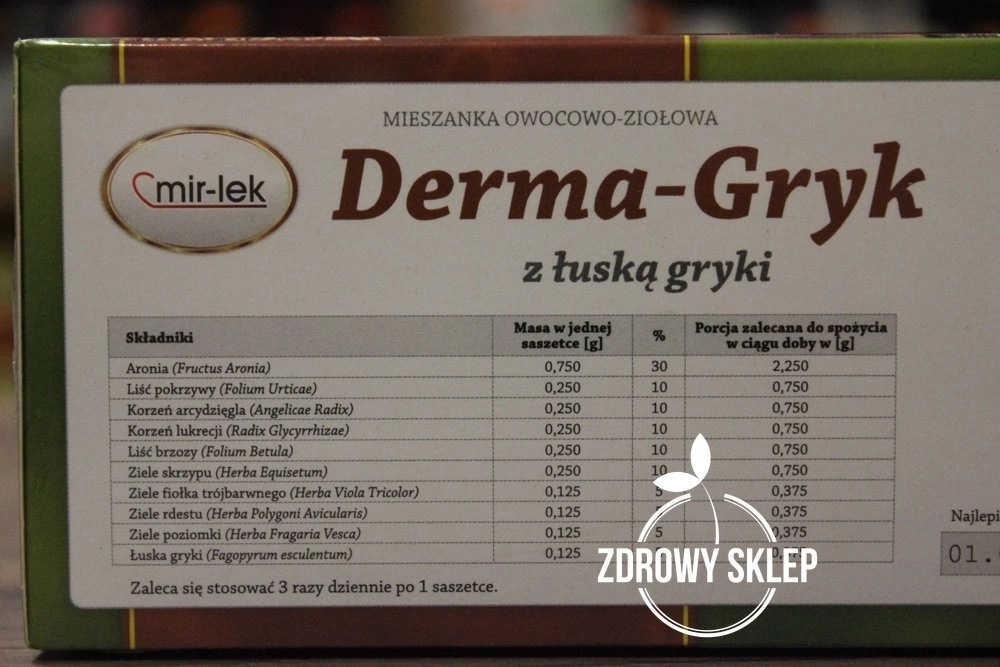 MIESZANKA OWOCOWO-ZIOŁOWA
mir-lek
Derma-Gryk
z łuską gryki
Składniki Masa w jednej saszetce [g] % Porcja zalecana do spożycia w ciągu doby w [g]
Aronia (Fructus Aronia) 0,750 30 2,250
Liść pokrzywy (Folium Urticae) 0,250 10 0,750
Korzeń arcydzięgla (Angelicae Radix) 0,250 10 0,750
Korzeń lukrecji (Radix Glycyrrhizae) 0,250 10 0,750
Liść brzozy (Folium Betula) 0,250 10 0,750
Ziele skrzypu (Herba Equisetum) 0,250 10 0,750
Ziele fiołka trójbarwnego (Herba Viola Tricolor) 0,125 5 0,375
Ziele rdestu (Herba Polygoni Avicularis) 0,125 0,375
Ziele poziomki (Herba Fragaria Vesca) 0,125 5 0,375
Łuska gryki (Fagopyrum esculentum) 0,125
Zaleca się stosować 3 razy dziennie po 1 saszetce.
Najlepi
01.
ZDROWY SKLEP